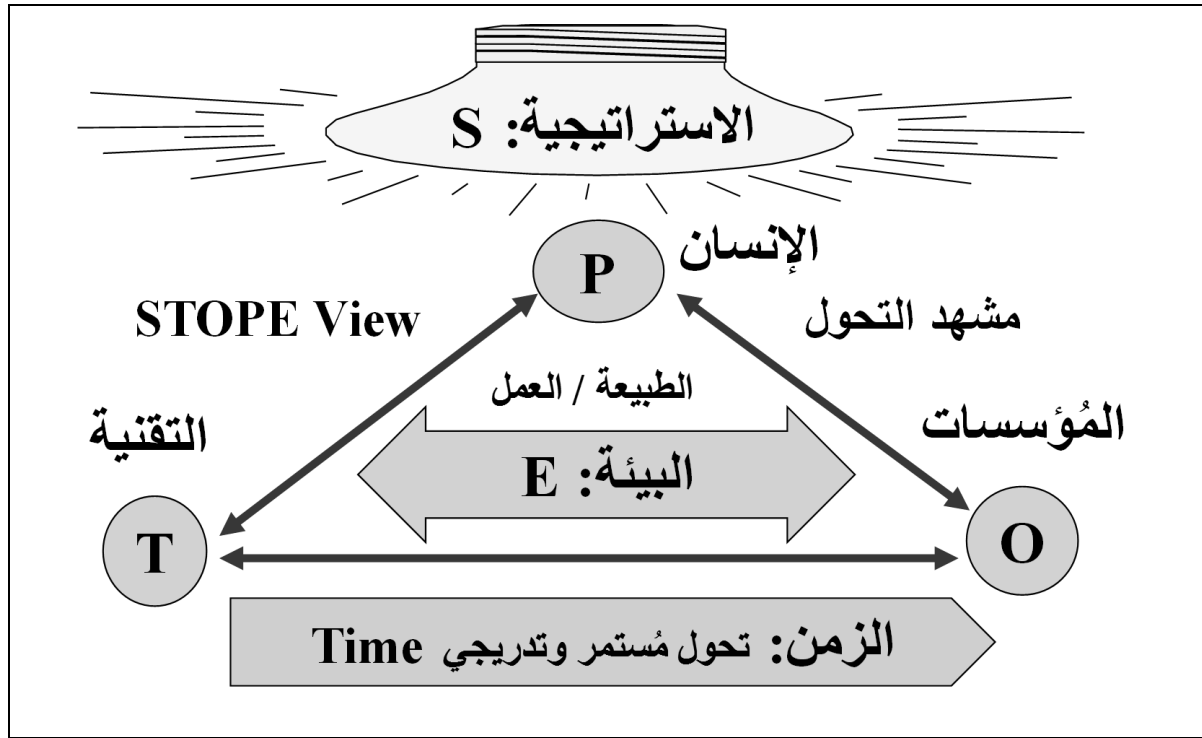 الاستراتيجية: S
P
الإنسان
STOPE View
مشهد التحول
الطبيعة / العمل
التقنية
المُؤسسات
البيئة: E
T
O
الزمن: تحول مُستمر وتدريجي Time